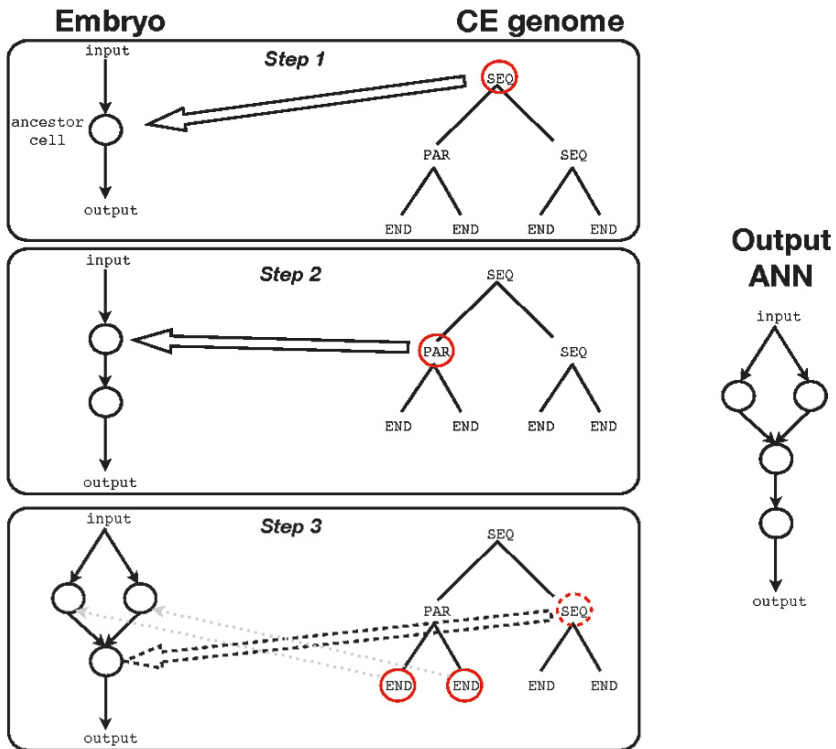 Embryo
CE genome
Step 1
input
SEQ
ancestor
cell
PAR SEQ
output
END END END END
Step 2
input
SEQ
PAR SEQ
END END END END
output
Step 3
input
SEQ
PAR SEQ
END END END END
output
Output
ANN
input
output